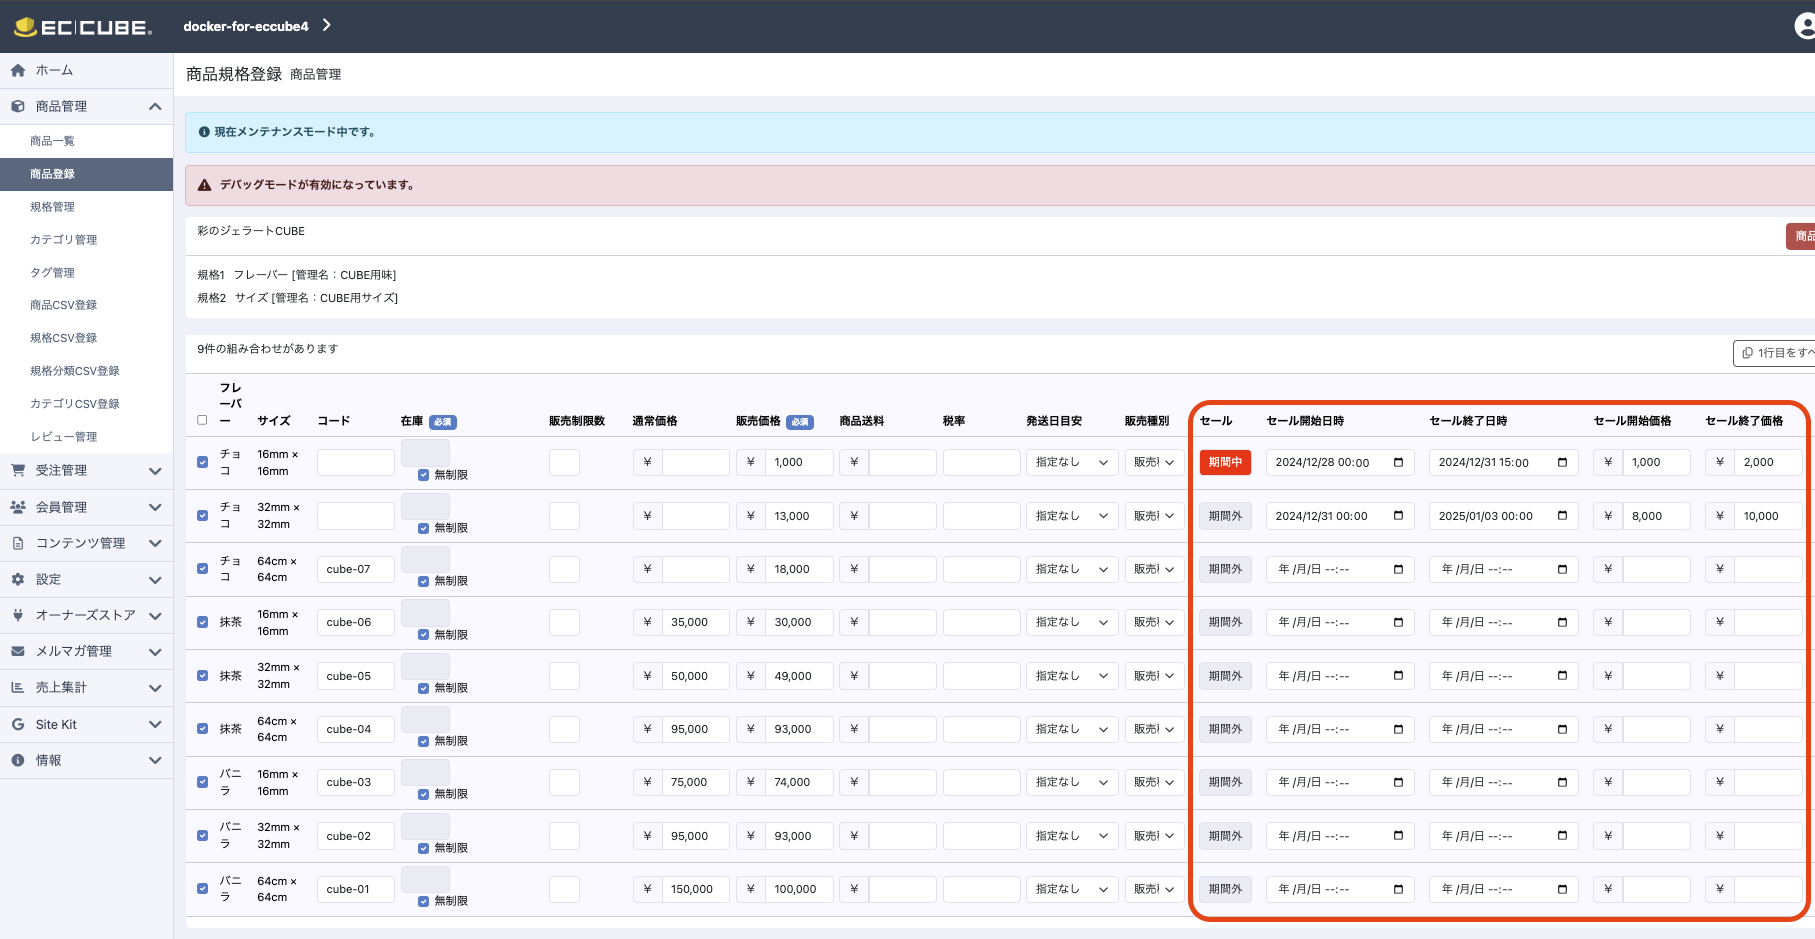 EC CUBE®
docker-for-eccube4
ホーム
商品管理
商品一覧
商品登録
規格管理
カテゴリ管理
タグ管理
商品CSV登録
規格CSV登録
規格分類CSV登録
カテゴリCSV登録
レビュー管理
受注管理
会員管理
コンテンツ管理
設定
オーナーズストア
メルマガ管理
売上集計
Site Kit
情報
商品規格登録 商品管理
現在メンテナンスモード中です。
デバッグモードが有効になっています。
彩のジェラートCUBE
商品
規格1 フレーバー [管理名：CUBE用味]
規格2 サイズ [管理名：CUBE用サイズ]
9件の組み合わせがあります
1行目をすべ
フレーバー サイズ コード 在庫 必須 販売制限数 通常価格 販売価格 必須 商品送料 税率 発送日目安 販売種別 セール セール開始日時 セール終了日時 セール開始価格 セール終了価格
チョコ 16mm × 16mm 無制限 ¥ ¥ 1,000 ¥ 指定なし 販売 期間中 2024/12/28 00:00 2024/12/31 15:00 ¥ 1,000 ¥ 2,000
チョコ 32mm × 32mm 無制限 ¥ ¥ 13,000 ¥ 指定なし 販売 期間外 2024/12/31 00:00 2025/01/03 00:00 ¥ 8,000 ¥ 10,000
チョコ 64cm × 64cm cube-07 無制限 ¥ ¥ 18,000 ¥ 指定なし 販売 期間外 年 /月/日 --:-- 年 /月/日 --:-- ¥ ¥
抹茶 16mm × 16mm cube-06 無制限 ¥ 35,000 ¥ 30,000 ¥ 指定なし 販売 期間外 年 /月/日 --:-- 年 /月/日 --:-- ¥ ¥
抹茶 32mm × 32mm cube-05 無制限 ¥ 50,000 ¥ 49,000 ¥ 指定なし 販売 期間外 年 /月/日 --:-- 年 /月/日 --:-- ¥ ¥
抹茶 64cm × 64cm cube-04 無制限 ¥ 95,000 ¥ 93,000 ¥ 指定なし 販売 期間外 年 /月/日 --:-- 年 /月/日 --:-- ¥ ¥
バニラ 16mm × 16mm cube-03 無制限 ¥ 75,000 ¥ 74,000 ¥ 指定なし 販売 期間外 年 /月/日 --:-- 年 /月/日 --:-- ¥ ¥
バニラ 32mm × 32mm cube-02 無制限 ¥ 95,000 ¥ 93,000 ¥ 指定なし 販売 期間外 年 /月/日 --:-- 年 /月/日 --:-- ¥ ¥
バニラ 64cm × 64cm cube-01 無制限 ¥ 150,000 ¥ 100,000 ¥ 指定なし 販売 期間外 年 /月/日 --:-- 年 /月/日 --:-- ¥ ¥